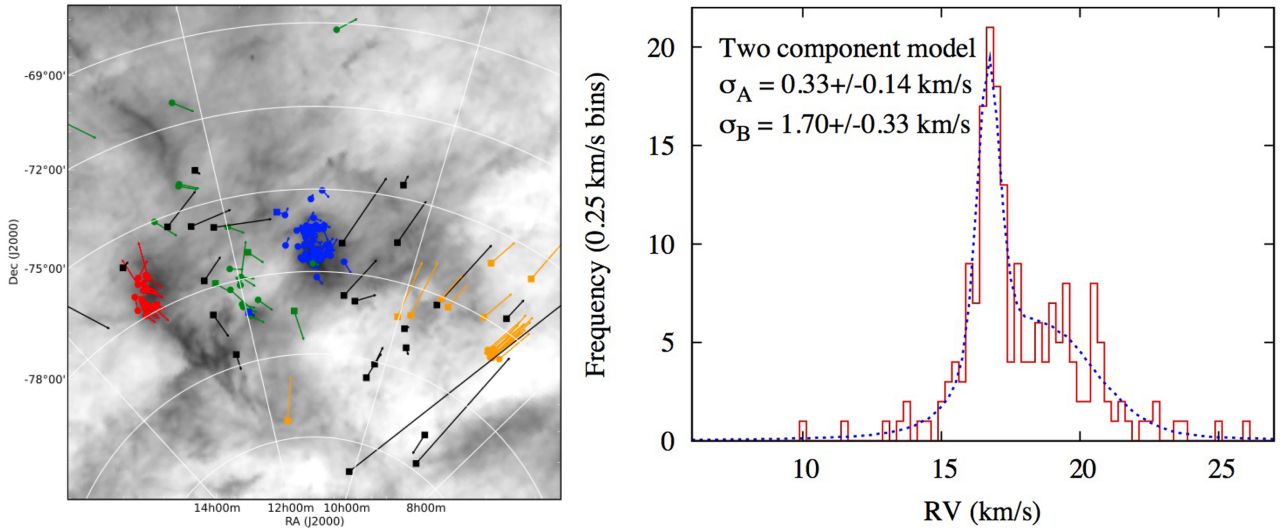 -69°00'
-72°00'
-75°00'
-78°00'
Dec (J2000)
14h00m 12h00m 10h00m 8h00m
RA (J2000)
Frequency (0.25 km/s bins)
20
15
10
5
0
Two component model
σA = 0.33+/-0.14 km/s
σB = 1.70+/-0.33 km/s
10 15 20 25
RV (km/s)